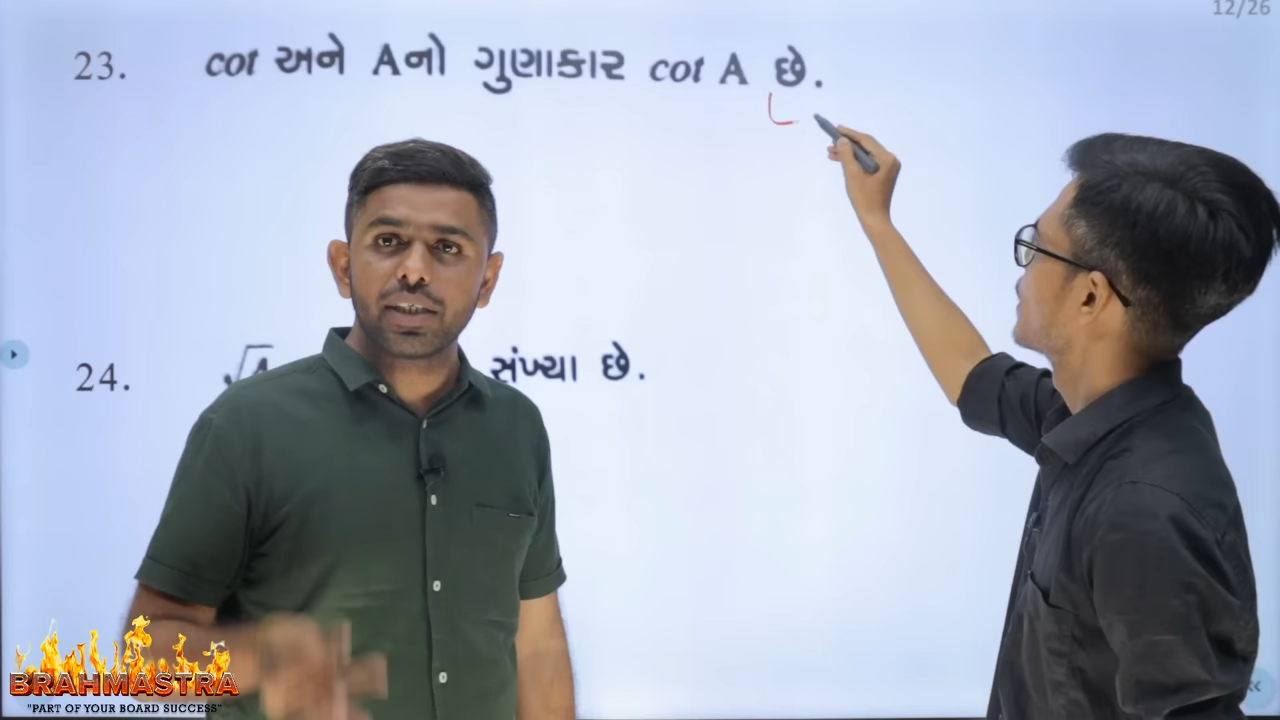 12/26
23. cot અને Aનો ગુણાકાર cot A છે.
24. સંખ્યા છે.
BRAHMASTRA
"PART OF YOUR BOARD SUCCESS"